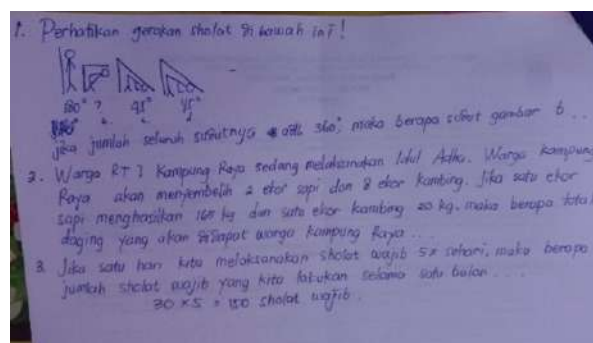 1. Perhatikan gerakan sholat di bawah ini!
180° ? 45° 45°
jika jumlah seluruh sudutnya adl 360°, maka berapa sudut gambar b ...
2. Warga RT 7 Kampung Raya sedang melaksanakan Idul Adha. Warga kampung
Raya akan menyembelih 2 ekor sapi dan 8 ekor kambing. Jika satu ekor
sapi menghasilkan 160 kg dan satu ekor kambing 20 kg. maka berapa total
daging yang akan didapat warga kampung Raya ...
3. Jika satu hari kita melaksanakan sholat wajib 5x sehari, maka berapa
jumlah sholat wajib yang kita lakukan selama satu bulan ....
30 x 5 = 150 sholat wajib.